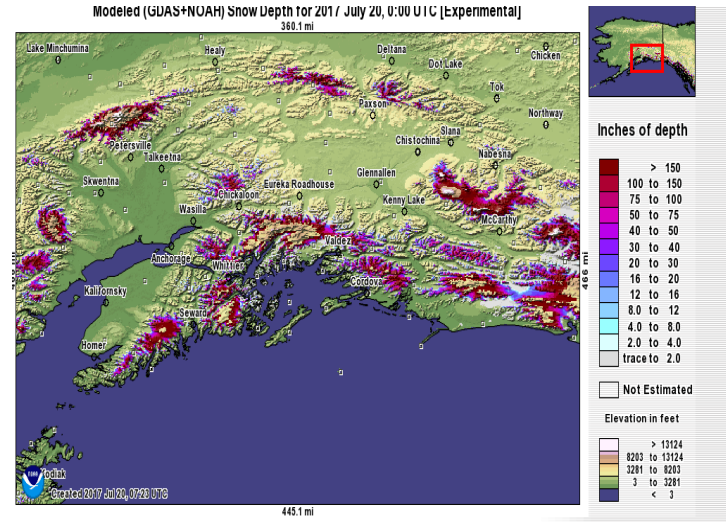 Modeled (GDAS+NOAH) Snow Depth for 2017 July 20, 0:00 UTC [Experimental]
360.1 mi
Lake Minchumina
Healy
Deltana
Chicken
Dot Lake
Tok
Paxson
Northway
Slana
Chistochina
Petersville
Talkeetna
Nabesna
Skwentna
Glennallen
Eureka Roadhouse
Chickaloon
Kenny Lake
Wasilla
McCarthy
Valdez
Anchorage
Whittier
466 mi
Cordova
Kalifornsky
Seward
Homer
Kodiak
Created 2017 Jul 20, 07:23 UTC
445.1 mi
Inches of depth
> 150
100 to 150
75 to 100
50 to 75
40 to 50
30 to 40
20 to 30
16 to 20
12 to 16
8.0 to 12
4.0 to 8.0
2.0 to 4.0
trace to 2.0
Not Estimated
Elevation in feet
> 13124
8203 to 13124
3281 to 8203
3 to 3281
< 3